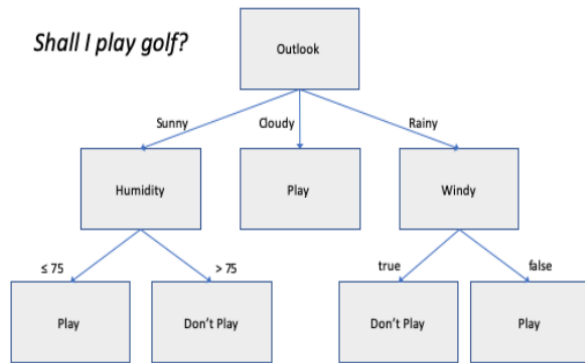 Shall I play golf?
Outlook
Sunny
Cloudy
Rainy
Humidity
Play
Windy
≤ 75
> 75
true
false
Play
Don't Play
Don't Play
Play